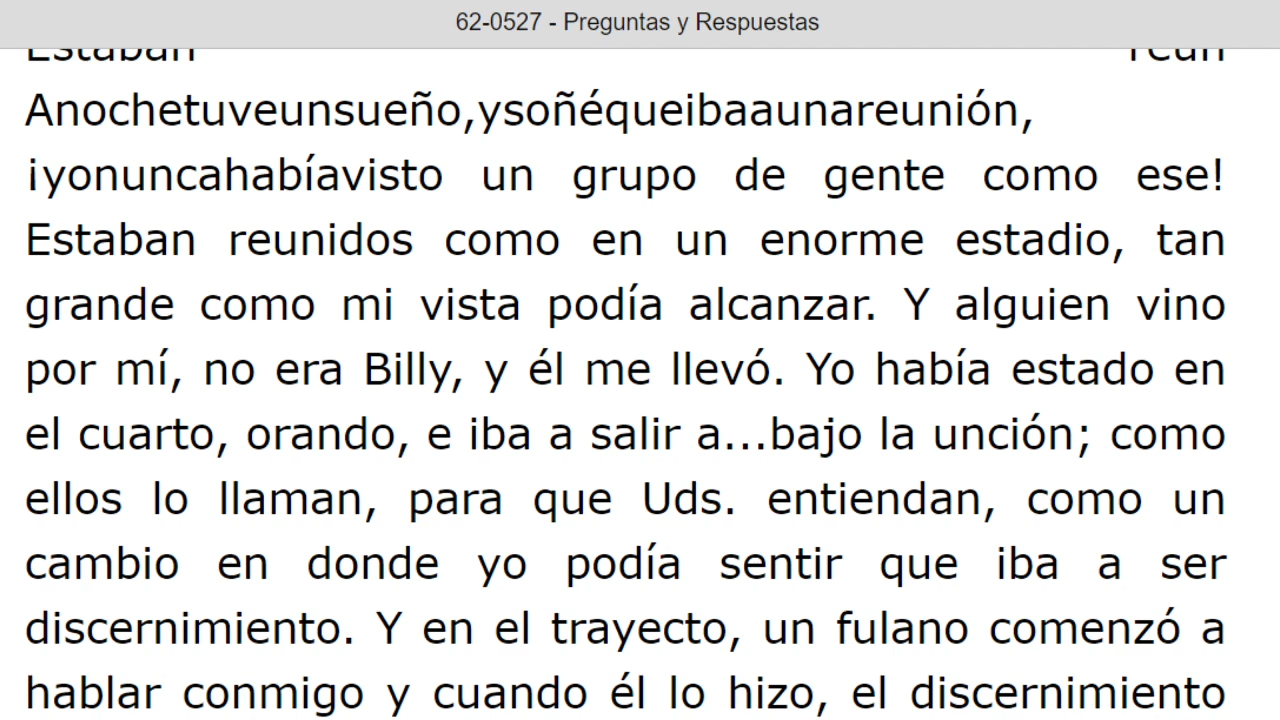 62-0527 - Preguntas y Respuestas
Estaban reun
Anochetuveunsueño,ysoñéqueibaaunareunión,
¡yonuncahabíavisto un grupo de gente como ese!
Estaban reunidos como en un enorme estadio, tan
grande como mi vista podía alcanzar. Y alguien vino
por mí, no era Billy, y él me llevó. Yo había estado en
el cuarto, orando, e iba a salir a...bajo la unción; como
ellos lo llaman, para que Uds. entiendan, como un
cambio en donde yo podía sentir que iba a ser
discernimiento. Y en el trayecto, un fulano comenzó a
hablar conmigo y cuando él lo hizo, el discernimiento